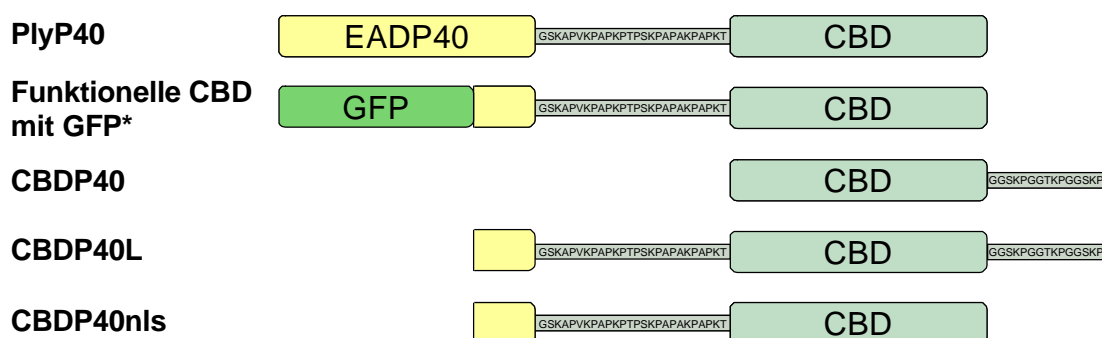 PlyP40 EADP40 GSKAPVKPAPKPTPSKPAPAKPAPKT CBD
Funktionelle CBD
mit GFP* GFP GSKAPVKPAPKPTPSKPAPAKPAPKT CBD
CBDP40 CBD GGSKPGGTKPGGSKP
CBDP40L GSKAPVKPAPKPTPSKPAPAKPAPKT CBD GGSKPGGTKPGGSKP
CBDP40nls GSKAPVKPAPKPTPSKPAPAKPAPKT CBD